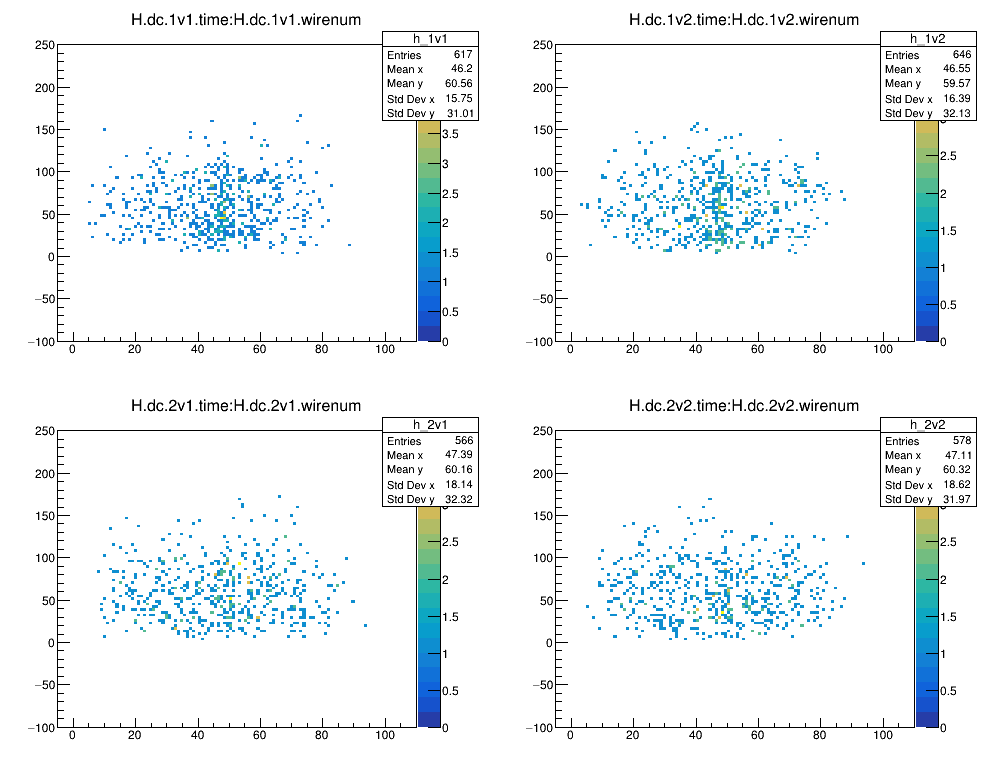 H.dc.1v1.time:H.dc.1v1.wirenum
h_1v1
Entries 617
Mean x 46.2
Mean y 60.56
Std Dev x 15.75
Std Dev y 31.01
250
200
150
100
50
0
−50
−100
0 20 40 60 80 100
3.5
3
2.5
2
1.5
1
0.5
0
H.dc.1v2.time:H.dc.1v2.wirenum
h_1v2
Entries 646
Mean x 46.55
Mean y 59.57
Std Dev x 16.39
Std Dev y 32.13
250
200
150
100
50
0
−50
−100
0 20 40 60 80 100
2.5
2
1.5
1
0.5
0
H.dc.2v1.time:H.dc.2v1.wirenum
h_2v1
Entries 566
Mean x 47.39
Mean y 60.16
Std Dev x 18.14
Std Dev y 32.32
250
200
150
100
50
0
−50
−100
0 20 40 60 80 100
2.5
2
1.5
1
0.5
0
H.dc.2v2.time:H.dc.2v2.wirenum
h_2v2
Entries 578
Mean x 47.11
Mean y 60.32
Std Dev x 18.62
Std Dev y 31.97
250
200
150
100
50
0
−50
−100
0 20 40 60 80 100
2.5
2
1.5
1
0.5
0